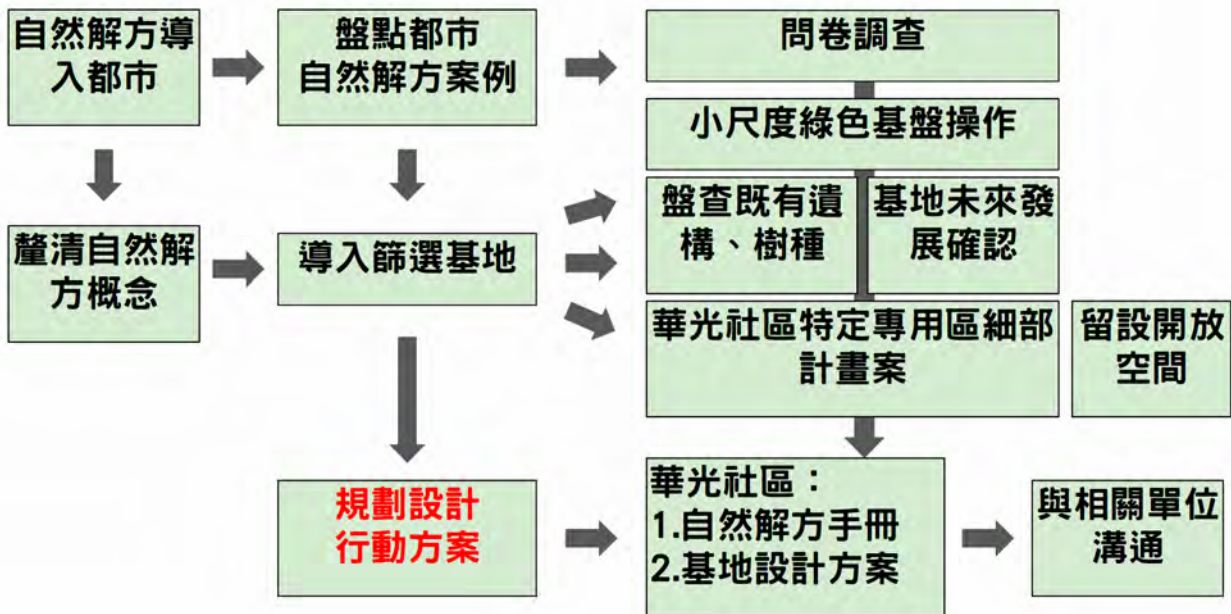 自然解方導
入都市
盤點都市
自然解方案例
問卷調查
小尺度綠色基盤操作
釐清自然解
方概念
導入篩選基地
盤查既有遺
構、樹種
基地未來發
展確認
華光社區特定專用區細部
計畫案
留設開放
空間
規劃設計
行動方案
華光社區：
1.自然解方手冊
2.基地設計方案
與相關單位
溝通